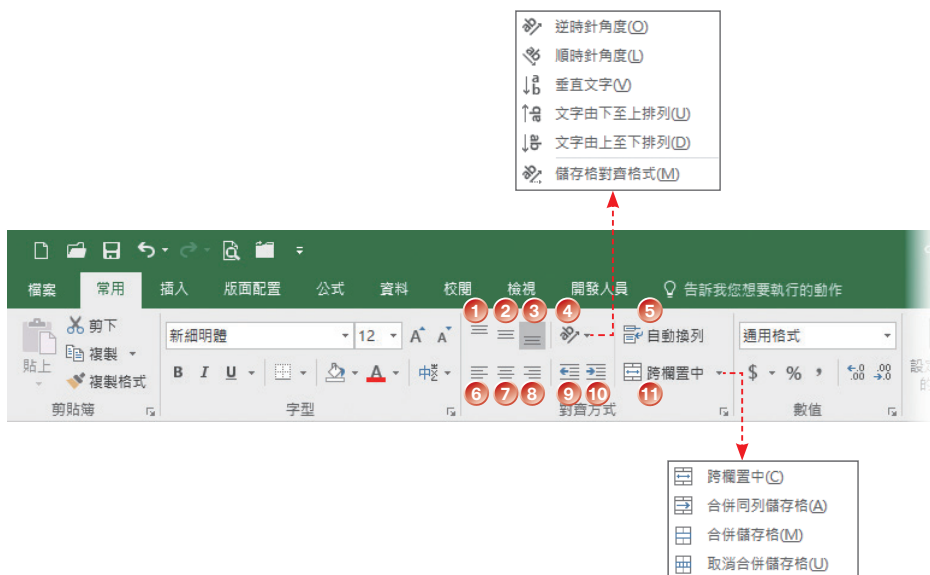 逆時針角度(O)
順時針角度(L)
垂直文字(V)
文字由下至上排列(U)
文字由上至下排列(D)
儲存格對齊格式(M)
檔案 常用 插入 版面配置 公式 資料 校閱 檢視 開發人員 告訴我您想要執行的動作
1 2 3 4 5
剪下 新細明體 12 A A 自動換列 通用格式
複製
貼上 B I U A 中 跨欄置中 $ % , .0 .00 .00 .0
複製格式
6 7 8 9 10 11
剪貼簿 字型 對齊方式 數值
跨欄置中(C)
合併同列儲存格(A)
合併儲存格(M)
取消合併儲存格(U)